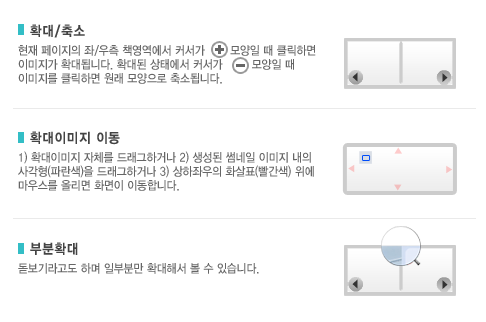 확대/축소
현재 페이지의 좌/우측 책영역에서 커서가 모양일 때 클릭하면
이미지가 확대됩니다. 확대된 상태에서 커서가 모양일 때
이미지를 클릭하면 원래 모양으로 축소됩니다.
확대이미지 이동
1) 확대이미지 자체를 드래그하거나 2) 생성된 썸네일 이미지 내의
사각형(파란색)을 드래그하거나 3) 상하좌우의 화살표(빨간색) 위에
마우스를 올리면 화면이 이동합니다.
부분확대
돋보기라고도 하며 일부분만 확대해서 볼 수 있습니다.